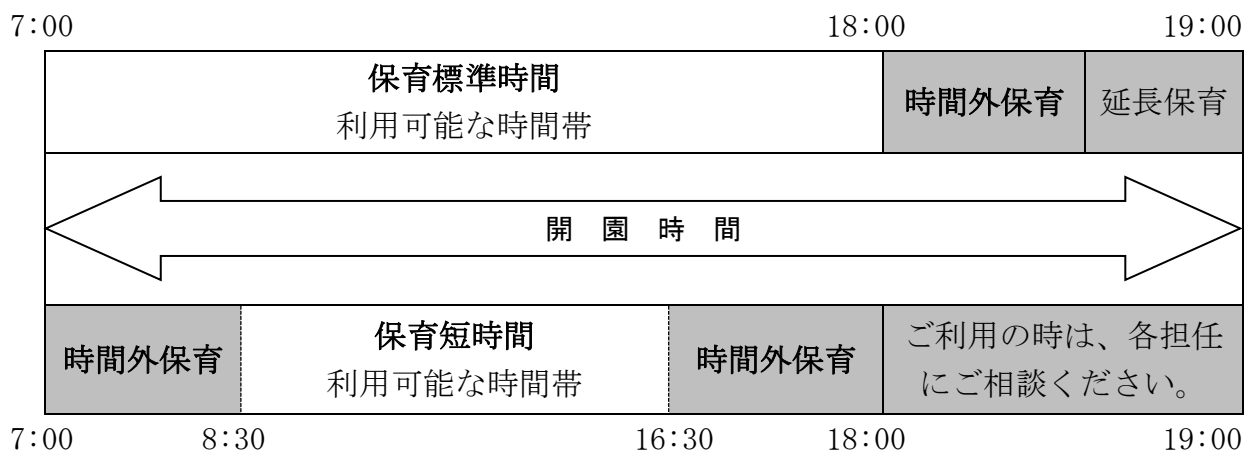 7:00 18:00 19:00
保育標準時間
利用可能な時間帯
時間外保育
延長保育
開 園 時 間
時間外保育
保育短時間
利用可能な時間帯
時間外保育
ご利用の時は、各担任
にご相談ください。
7:00 8:30 16:30 18:00 19:00